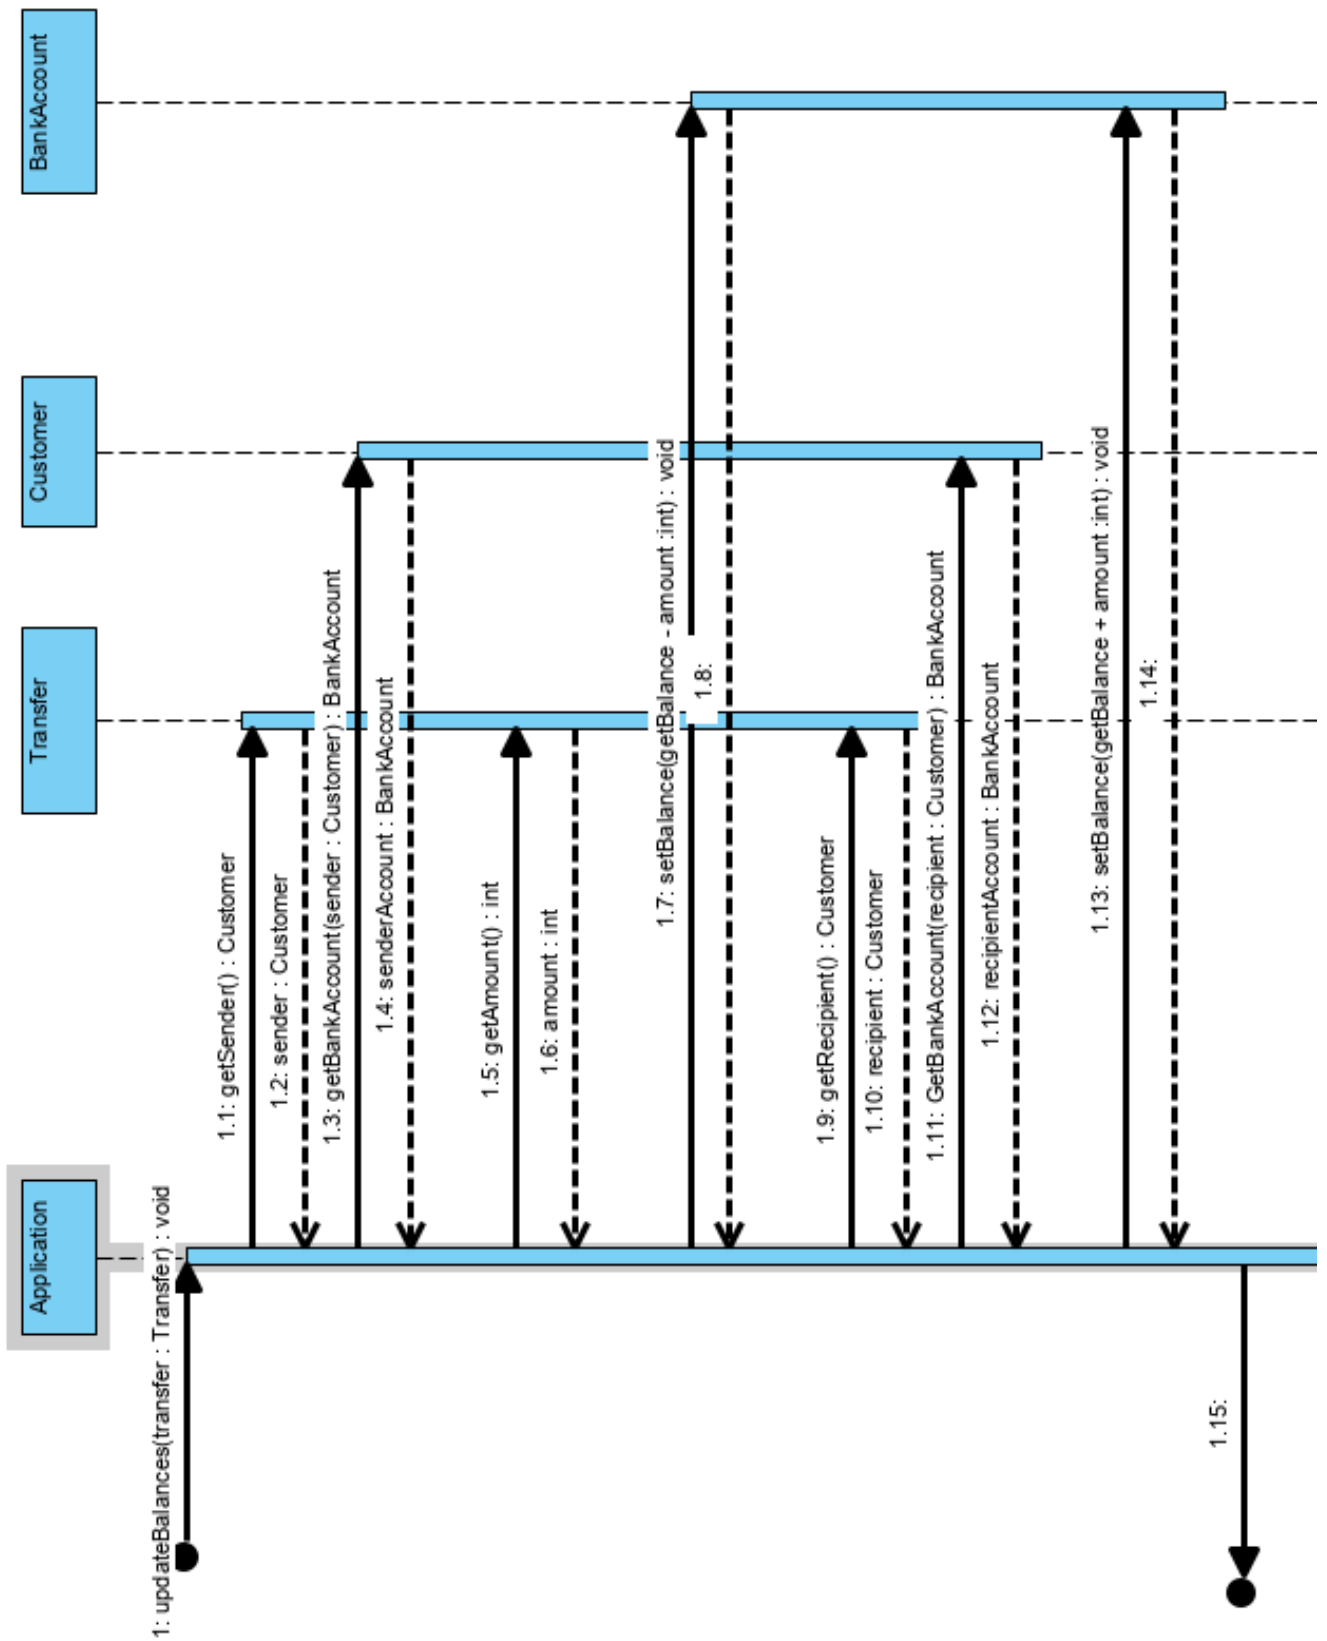 Application
Transfer
Customer
BankAccount
1: updateBalances(transfer : Transfer) : void
1.1: getSender() : Customer
1.2: sender : Customer
1.3: getBankAccount(sender : Customer) : BankAccount
1.4: senderAccount : BankAccount
1.5: getAmount() : int
1.6: amount : int
1.7: setBalance(getBalance - amount :int) : void
1.8:
1.9: getRecipient() : Customer
1.10: recipient : Customer
1.11: GetBankAccount(recipient : Customer) : BankAccount
1.12: recipientAccount : BankAccount
1.13: setBalance(getBalance + amount :int) : void
1.14:
1.15: